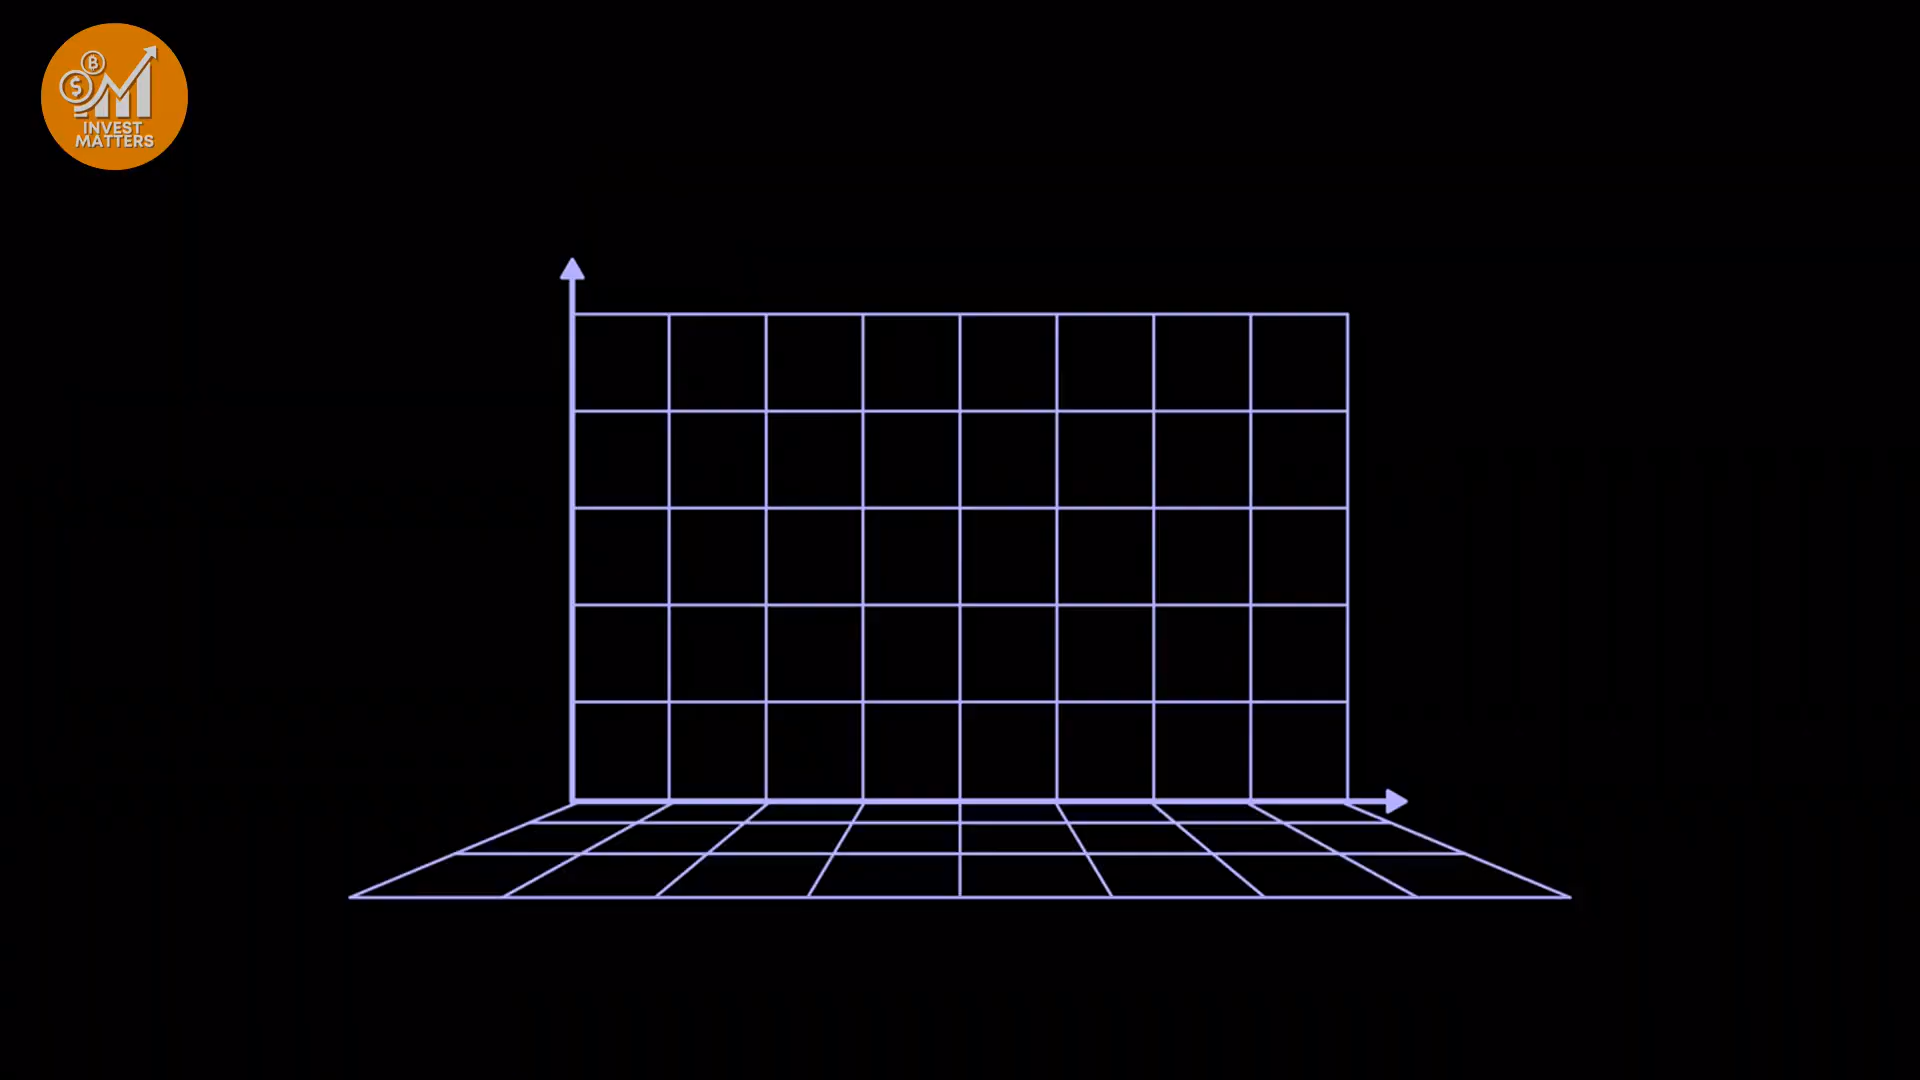 ₿
$
INVEST
MATTERS